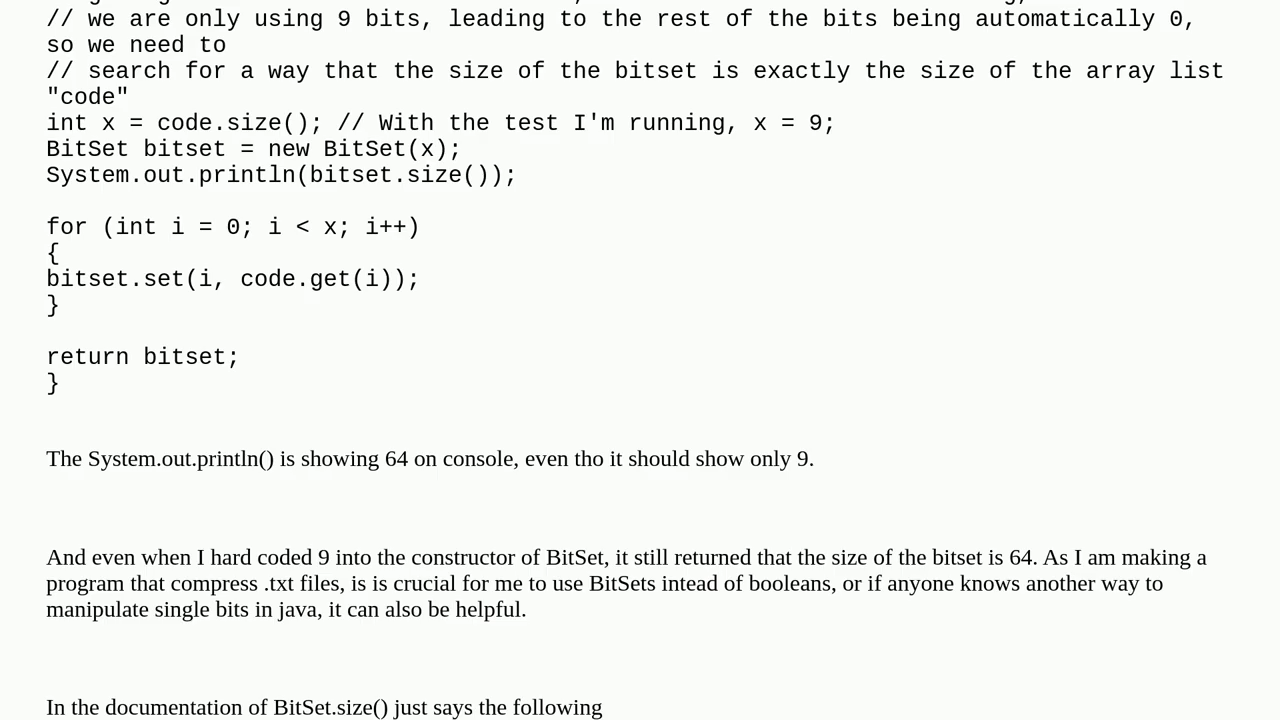 // we are only using 9 bits, leading to the rest of the bits being automatically 0,
so we need to
// search for a way that the size of the bitset is exactly the size of the array list
"code"
int x = code.size(); // With the test I'm running, x = 9;
BitSet bitset = new BitSet(x);
System.out.println(bitset.size());
for (int i = 0; i < x; i++)
{
bitset.set(i, code.get(i));
}
return bitset;
}
The System.out.println() is showing 64 on console, even tho it should show only 9.
And even when I hard coded 9 into the constructor of BitSet, it still returned that the size of the bitset is 64. As I am making a
program that compress .txt files, is is crucial for me to use BitSets intead of booleans, or if anyone knows another way to
manipulate single bits in java, it can also be helpful.
In the documentation of BitSet.size() just says the following